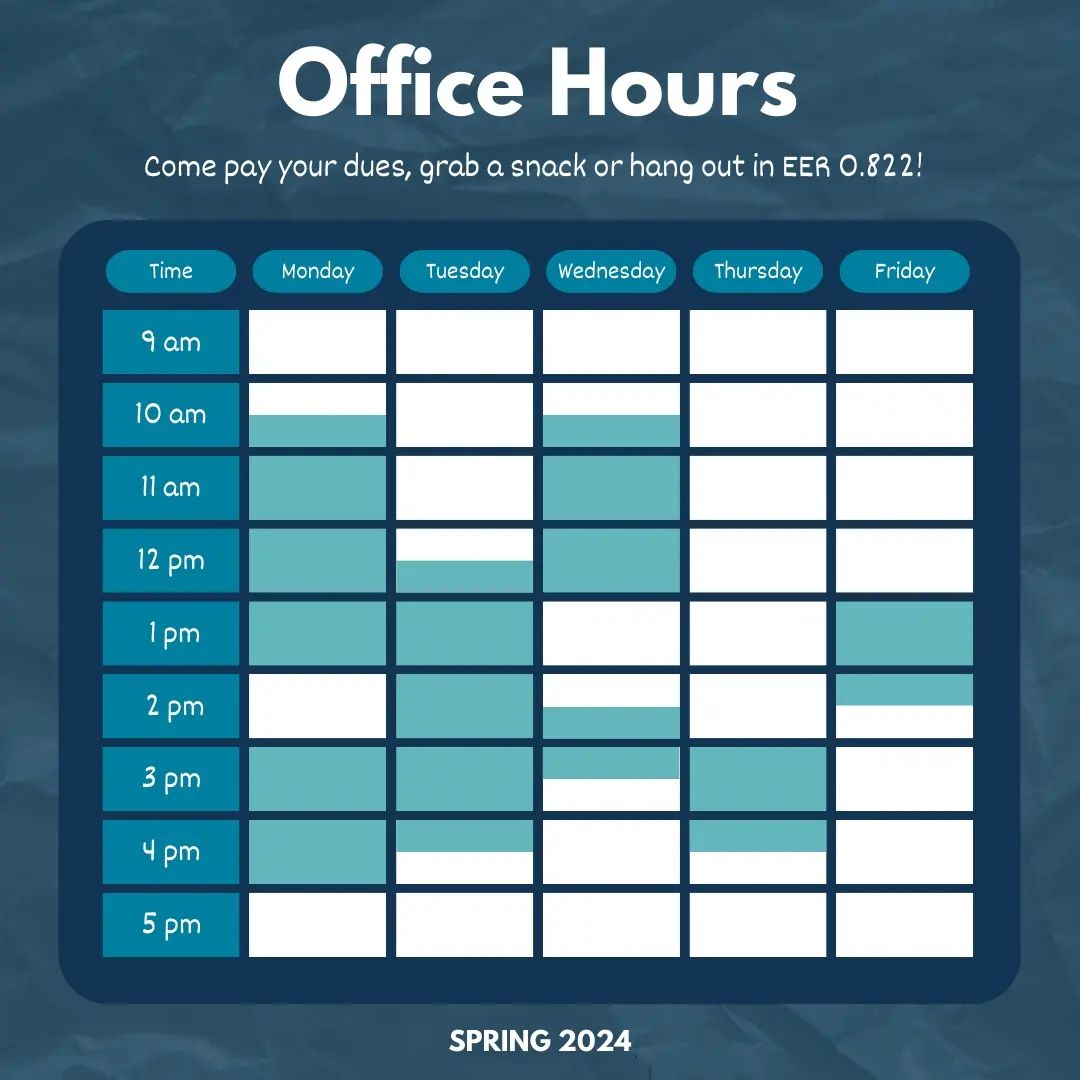 Office Hours
Come pay your dues, grab a snack or hang out in EER 0.822!
Time Monday Tuesday Wednesday Thursday Friday
9 am
10 am
11 am
12 pm
1 pm
2 pm
3 pm
4 pm
5 pm
SPRING 2024